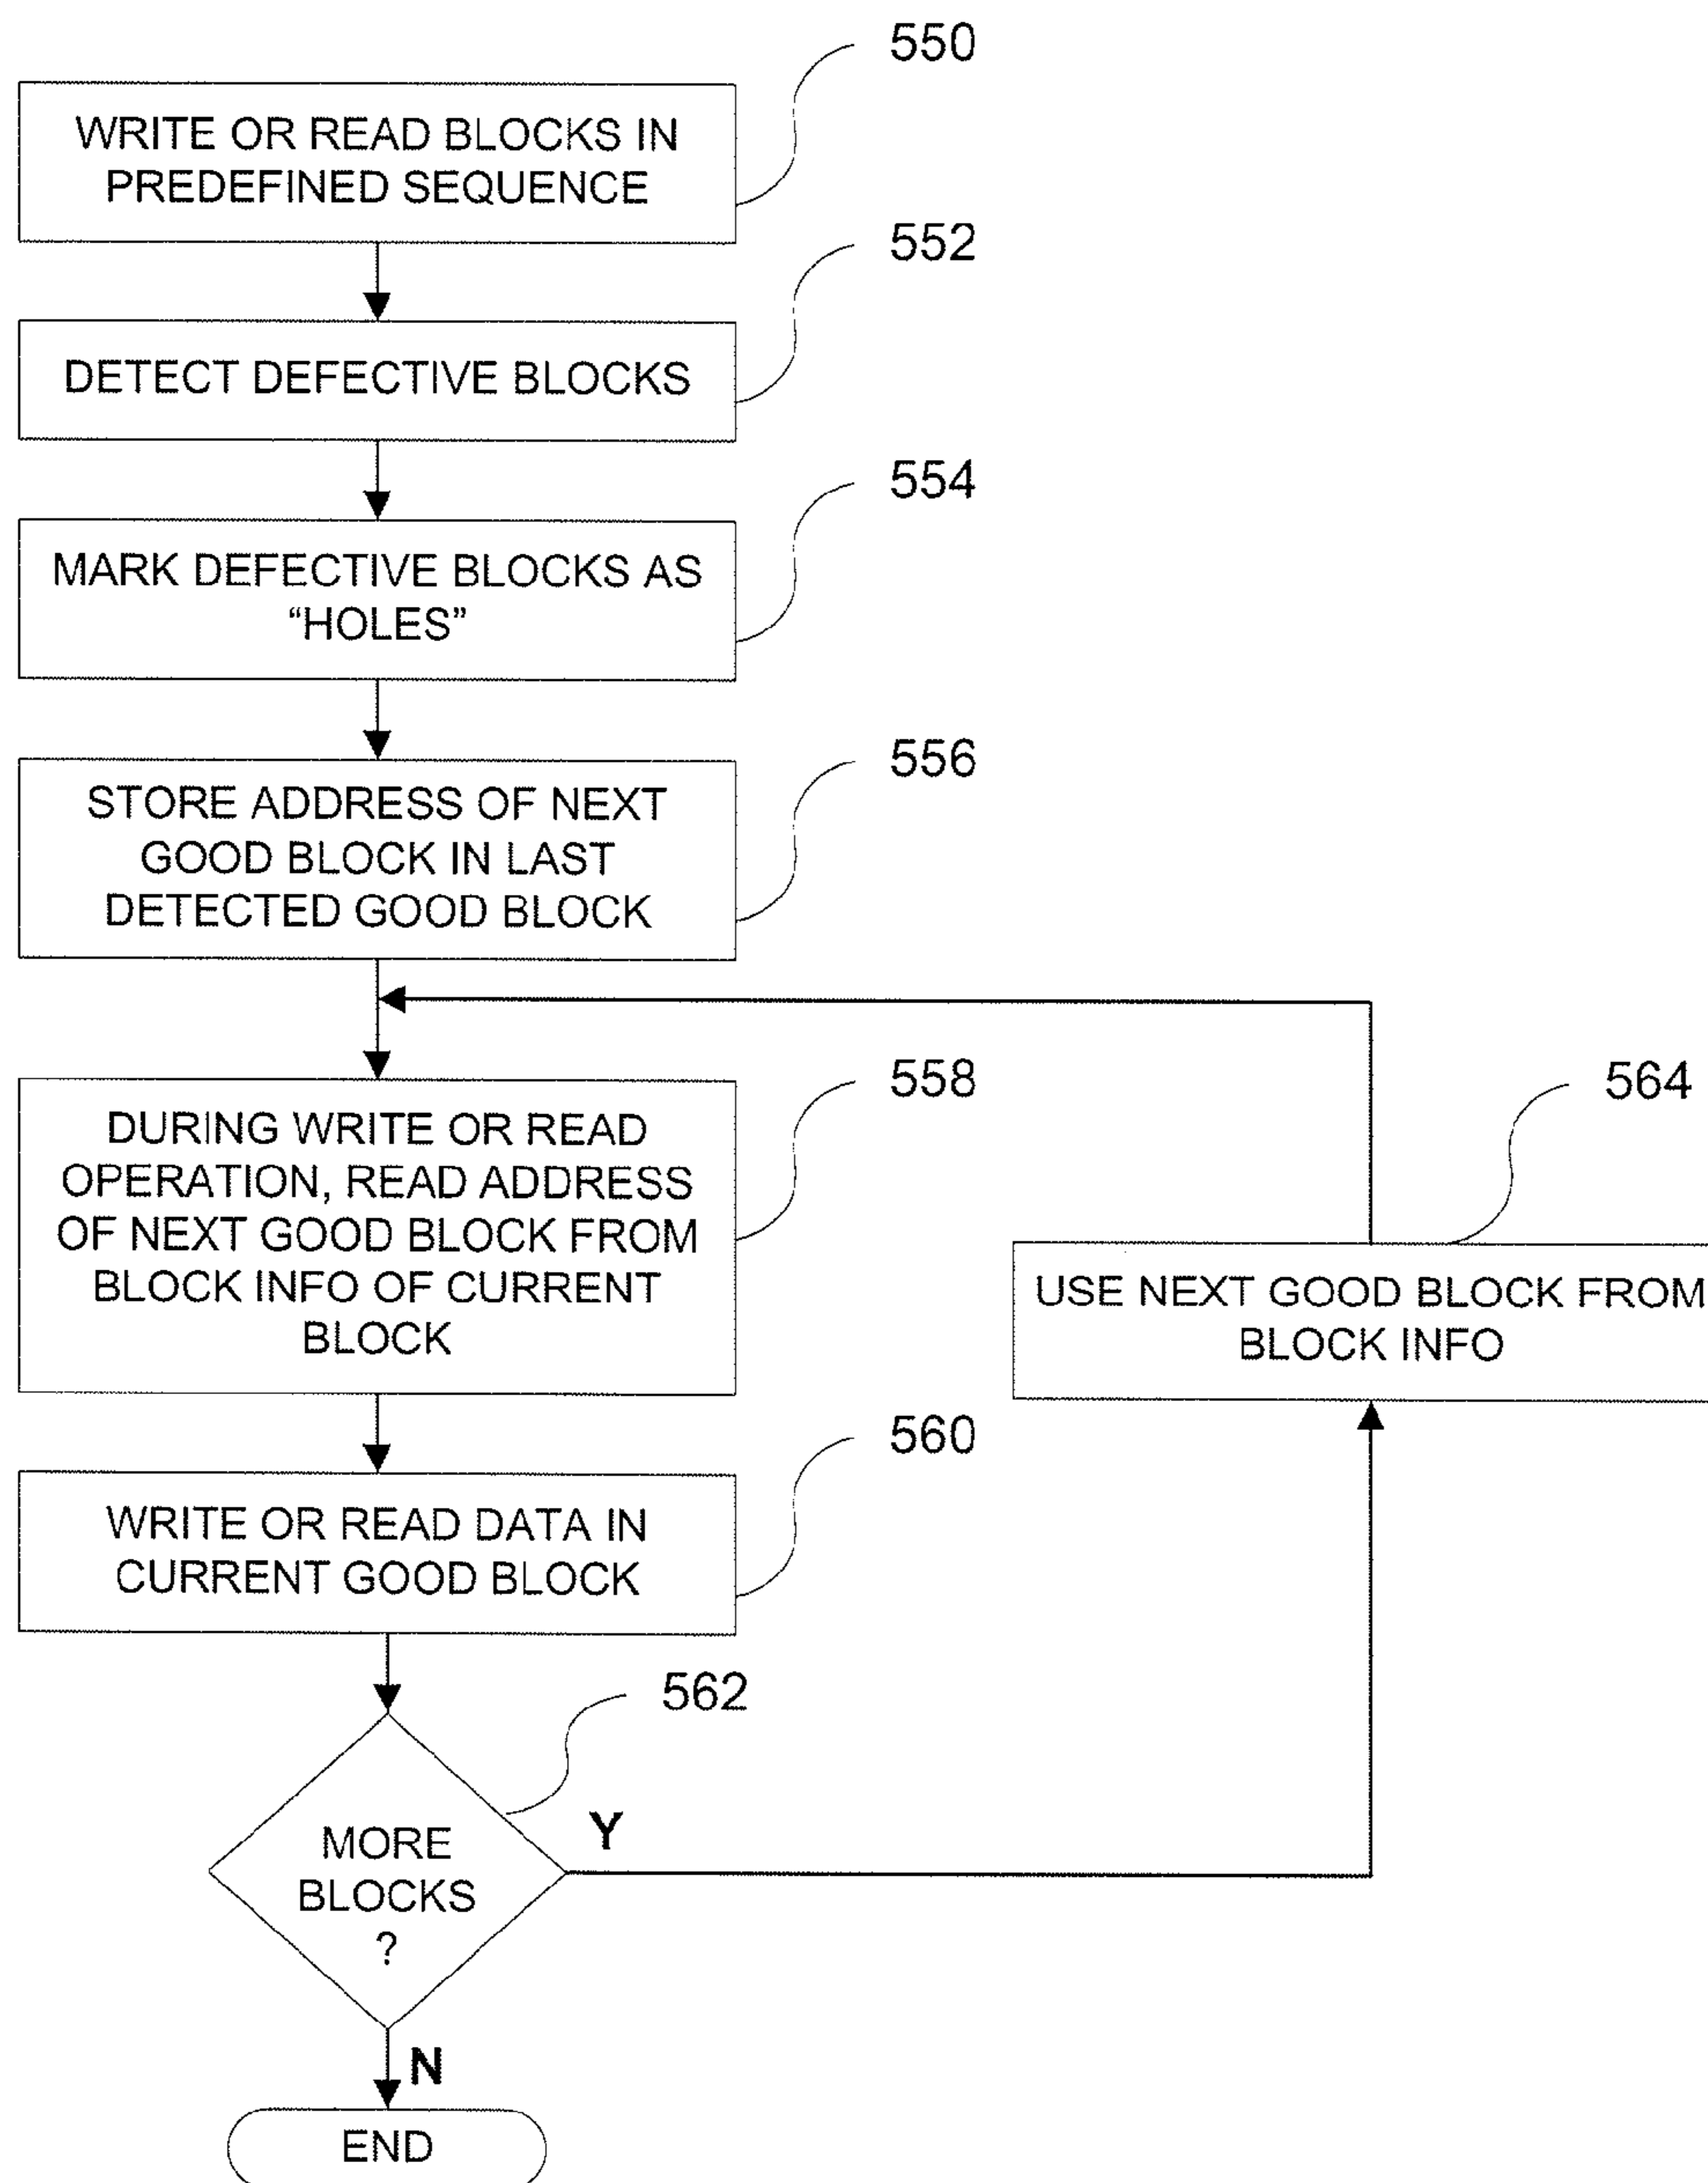 550
WRITE OR READ BLOCKS IN
PREDEFINED SEQUENCE
552
DETECT DEFECTIVE BLOCKS
554
MARK DEFECTIVE BLOCKS AS
“HOLES”
556
STORE ADDRESS OF NEXT
GOOD BLOCK IN LAST
DETECTED GOOD BLOCK
558
DURING WRITE OR READ
OPERATION, READ ADDRESS
OF NEXT GOOD BLOCK FROM
BLOCK INFO OF CURRENT
BLOCK
564
USE NEXT GOOD BLOCK FROM
BLOCK INFO
560
WRITE OR READ DATA IN
CURRENT GOOD BLOCK
562
MORE
BLOCKS
?
Y
N
END